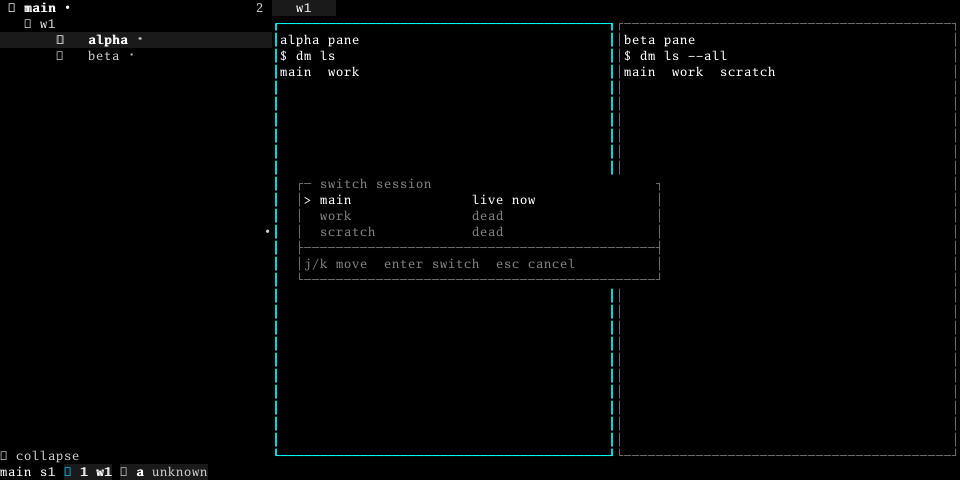 main • 2
w1
alpha •
beta •
w1
alpha pane
$ dm ls
main work
beta pane
$ dm ls --all
main work scratch
switch session
> main live now
work dead
scratch dead
j/k move enter switch esc cancel
collapse
main s1 1 w1 a unknown